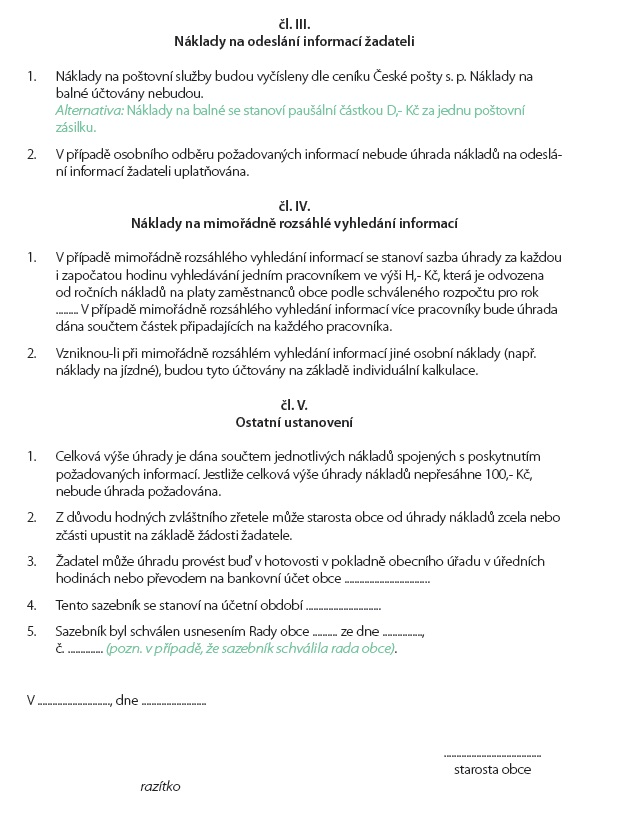 čl. III.
Náklady na odeslání informací žadateli
1. Náklady na poštovní služby budou vyčísleny dle ceníku České pošty s. p. Náklady na
balné účtovány nebudou.
Alternativa: Náklady na balné se stanoví paušální částkou D,- Kč za jednu poštovní
zásilku.
2. V případě osobního odběru požadovaných informací nebude úhrada nákladů na odeslá-
ní informací žadateli uplatňována.
čl. IV.
Náklady na mimořádně rozsáhlé vyhledání informací
1. V případě mimořádně rozsáhlého vyhledání informací se stanoví sazba úhrady za každou
i započatou hodinu vyhledávání jedním pracovníkem ve výši H,- Kč, která je odvozena
od ročních nákladů na platy zaměstnanců obce podle schváleného rozpočtu pro rok
......... V případě mimořádně rozsáhlého vyhledání informací více pracovníky bude úhrada
dána součtem částek připadajících na každého pracovníka.
2. Vzniknou-li při mimořádně rozsáhlém vyhledání informací jiné osobní náklady (např.
náklady na jízdné), budou tyto účtovány na základě individuální kalkulace.
čl. V.
Ostatní ustanovení
1. Celková výše úhrady je dána součtem jednotlivých nákladů spojených s poskytnutím
požadovaných informací. Jestliže celková výše úhrady nákladů nepřesáhne 100,- Kč,
nebude úhrada požadována.
2. Z důvodu hodných zvláštního zřetele může starosta obce od úhrady nákladů zcela nebo
zčásti upustit na základě žádosti žadatele.
3. Žadatel může úhradu provést buď v hotovosti v pokladně obecního úřadu v úředních
hodinách nebo převodem na bankovní účet obce ..................................
4. Tento sazebník se stanoví na účetní období ..............................
5. Sazebník byl schválen usnesením Rady obce .......... ze dne ................,
č. .............. (pozn. v případě, že sazebník schválila rada obce).
V ............................., dne ..........................
.......................................
starosta obce
razítko